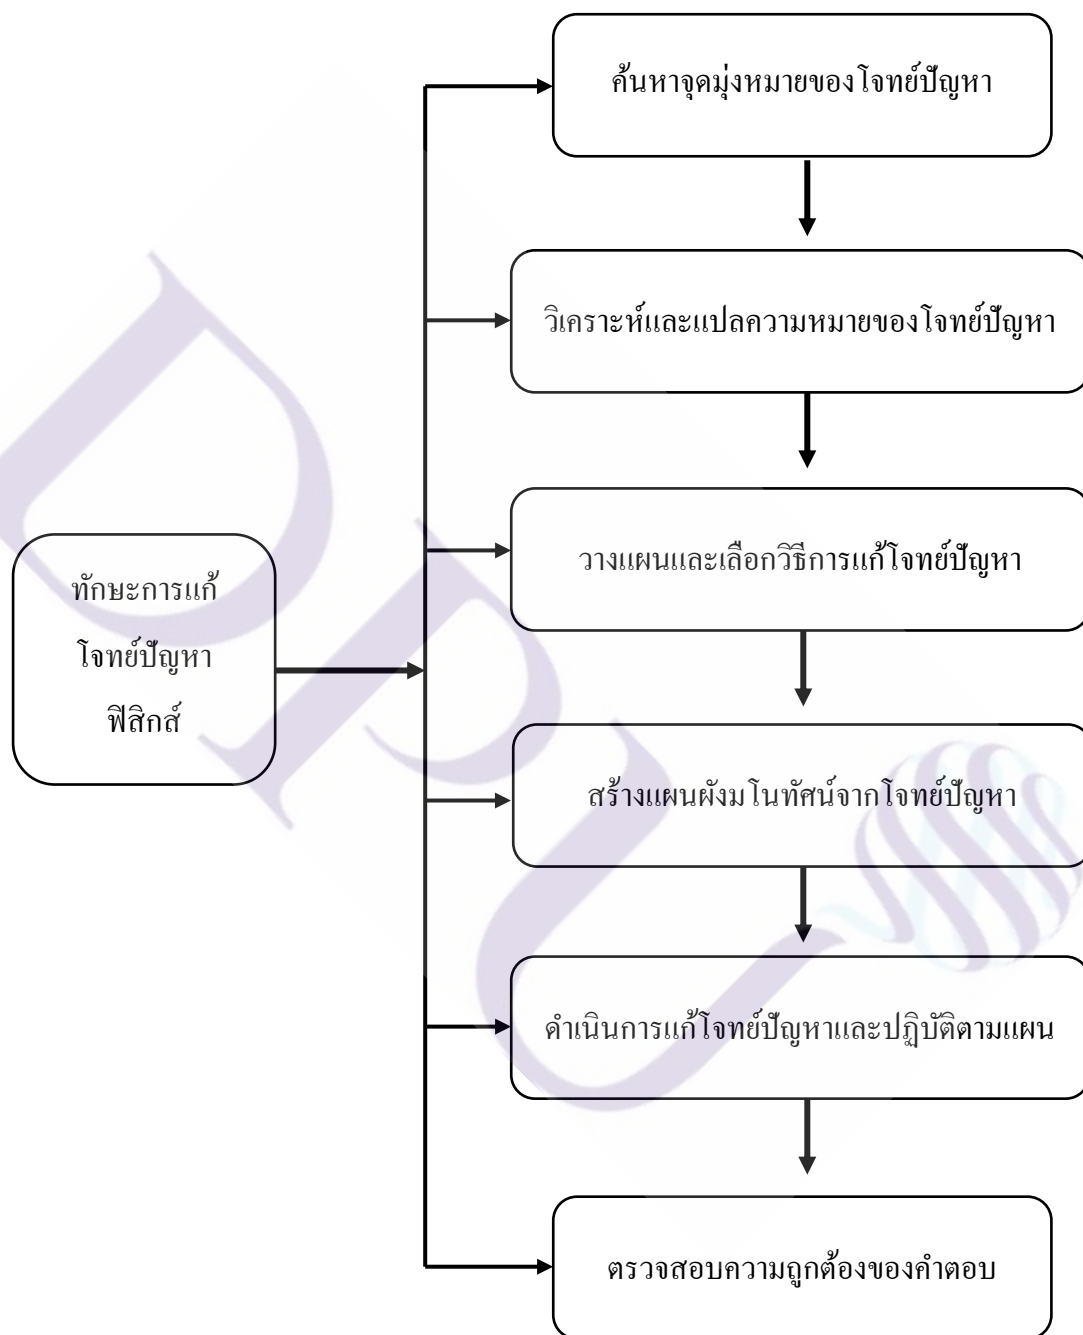 ค้นหาจุดมุ่งหมายของโจทย์ปัญหา
วิเคราะห์และแปลความหมายของโจทย์ปัญหา
วางแผนและเลือกวิธีการแก้โจทย์ปัญหา
ทักษะการแก้
โจทย์ปัญหา
ฟิสิกส์
สร้างแผนผังมโนทัศน์จากโจทย์ปัญหา
ดำเนินการแก้โจทย์ปัญหาและปฏิบัติตามแผน
ตรวจสอบความถูกต้องของคำตอบ
DPU